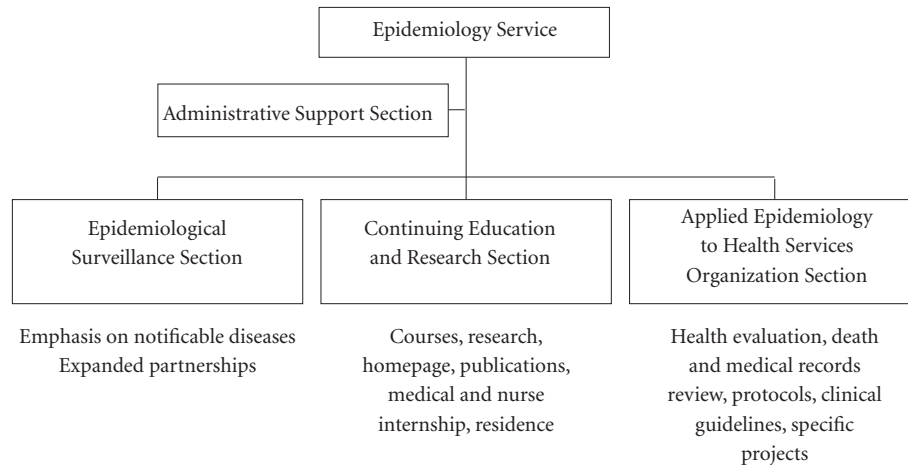 Epidemiology Service
Administrative Support Section
Epidemiological
Surveillance Section
Continuing Education
and Research Section
Applied Epidemiology
to Health Services
Organization Section
Emphasis on notificable diseases
Expanded partnerships
Courses, research,
homepage, publications,
medical and nurse
internship, residence
Health evaluation, death
and medical records
review, protocols, clinical
guidelines, specific
projects